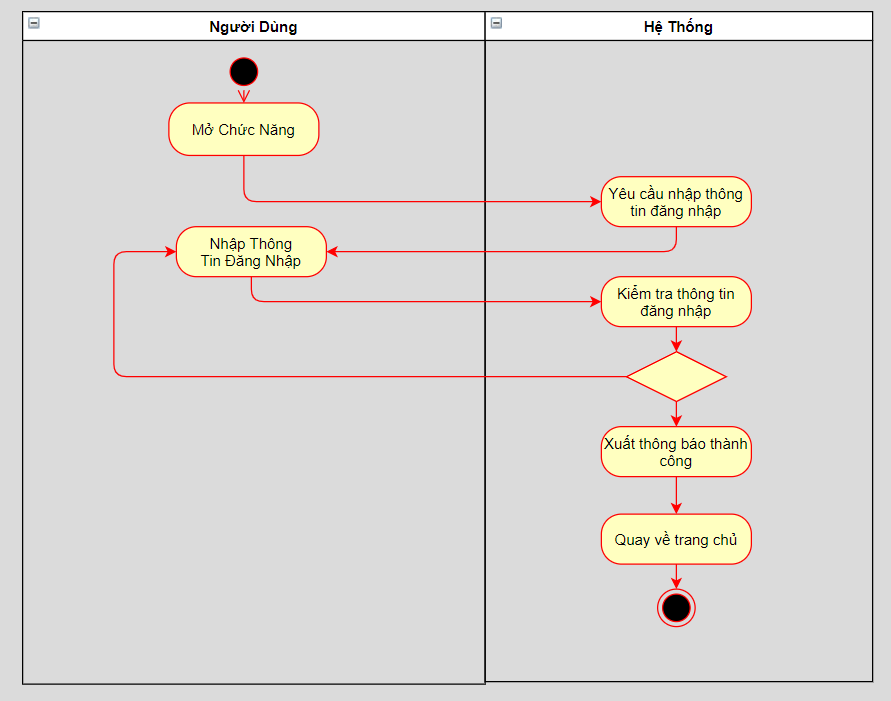 Người Dùng
Hệ Thống
Mở Chức Năng
Yêu cầu nhập thông
tin đăng nhập
Nhập Thông
Tin Đăng Nhập
Kiểm tra thông tin
đăng nhập
Xuất thông báo thành
công
Quay về trang chủ